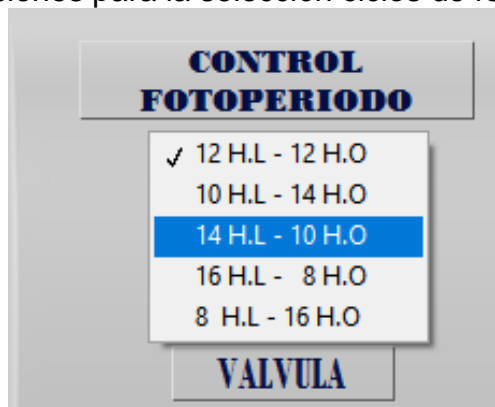 CONTROL
FOTOPERIODO
✓ 12 H.L - 12 H.O
10 H.L - 14 H.O
14 H.L - 10 H.O
16 H.L - 8 H.O
8 H.L - 16 H.O
VALVULA